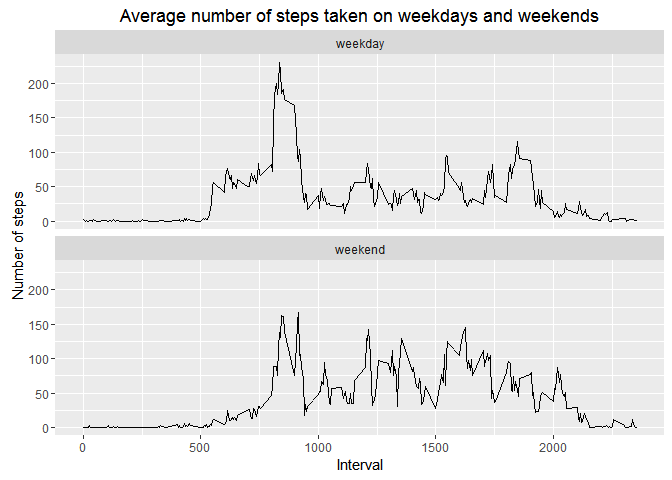 Average number of steps taken on weekdays and weekends
weekday
200
150
100
50
0
weekend
200
150
100
50
0
Number of steps
0 500 1000 1500 2000
Interval